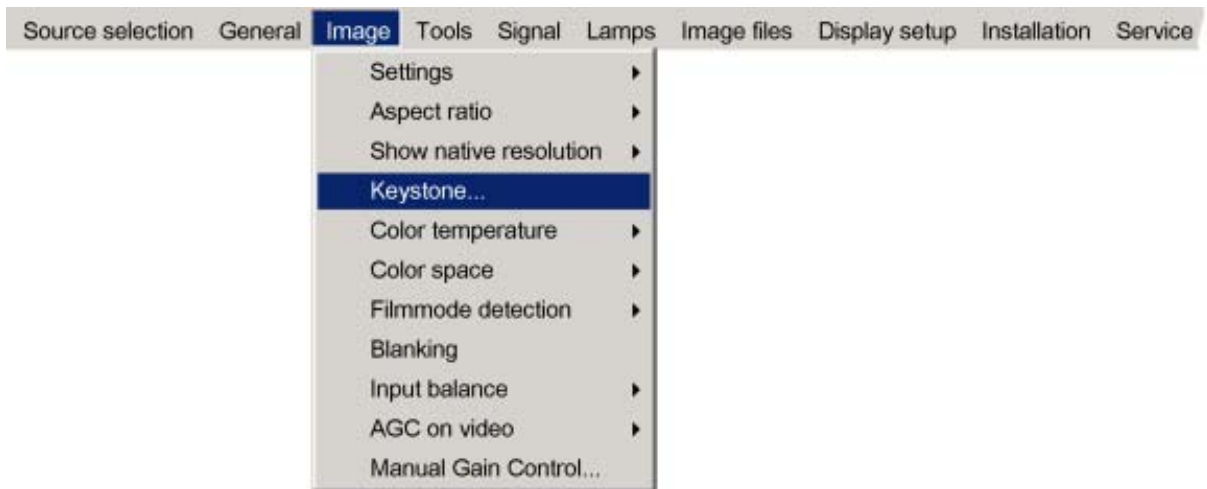 Source selection General Image Tools Signal Lamps Image files Display setup Installation Service
Settings
Aspect ratio
Show native resolution
Keystone...
Color temperature
Color space
Filmmode detection
Blanking
Input balance
AGC on video
Manual Gain Control...